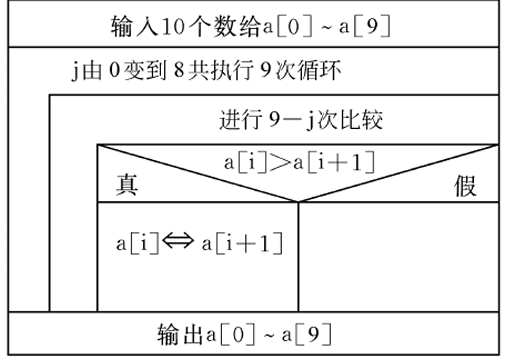 输入10个数给a[0] ~ a[9]
j由0变到8共执行9次循环
进行9－j次比较
a[i]>a[i+1]
真 假
a[i]⇔a[i+1]
输出a[0] ~ a[9]